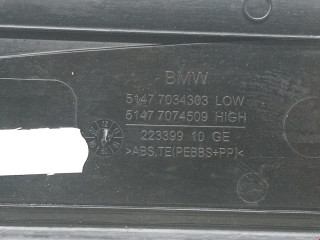 BMW
5147 7034303 LOW
5147 7074509 HIGH
223399 10 GE
>ABS,TE(PEBBS+PP)<